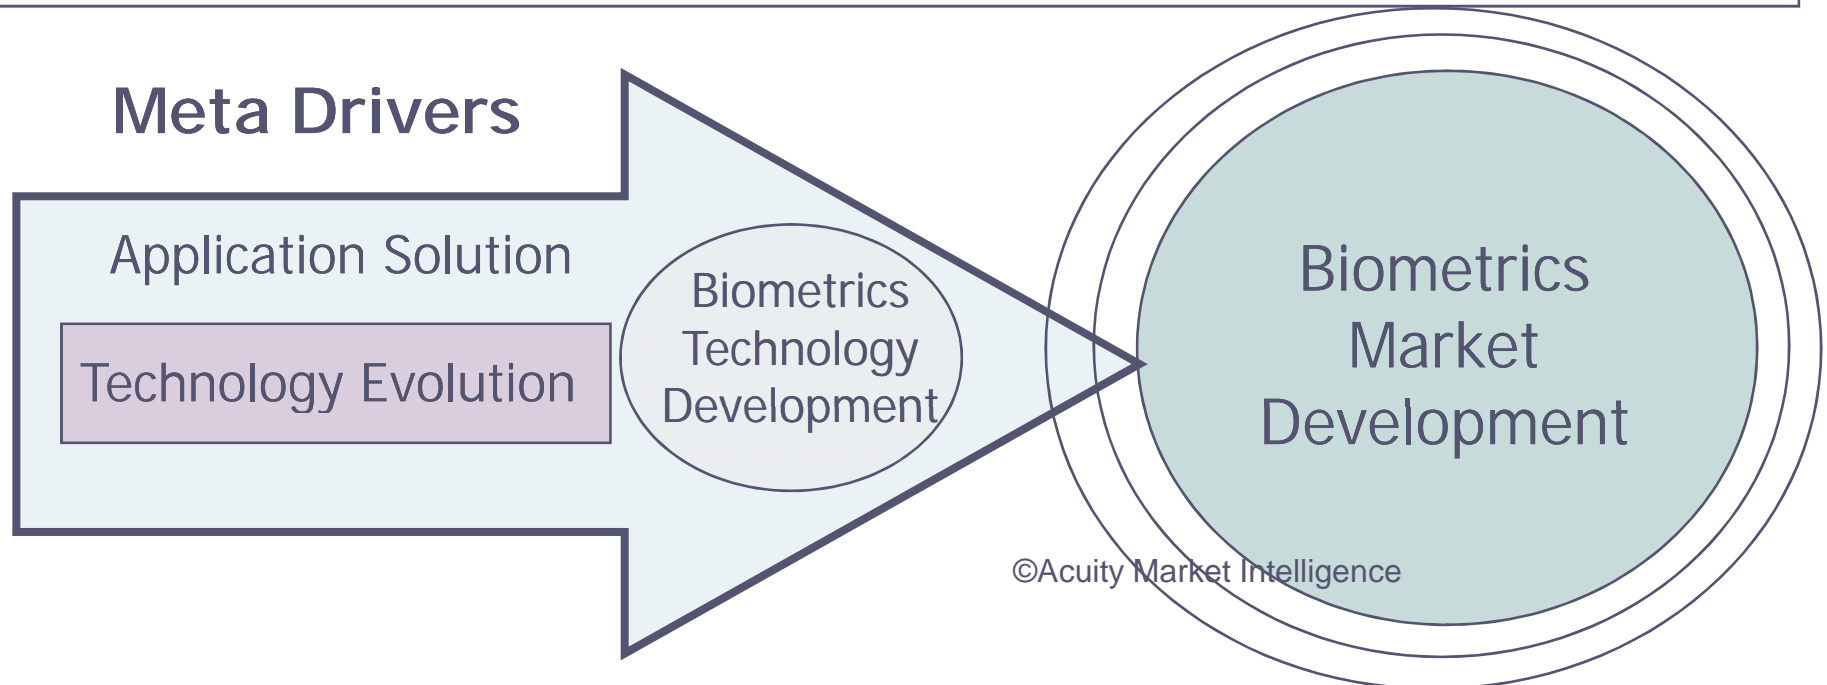 Meta Drivers
Application Solution
Technology Evolution
Biometrics
Technology
Development
Biometrics
Market
Development
©Acuity Market Intelligence